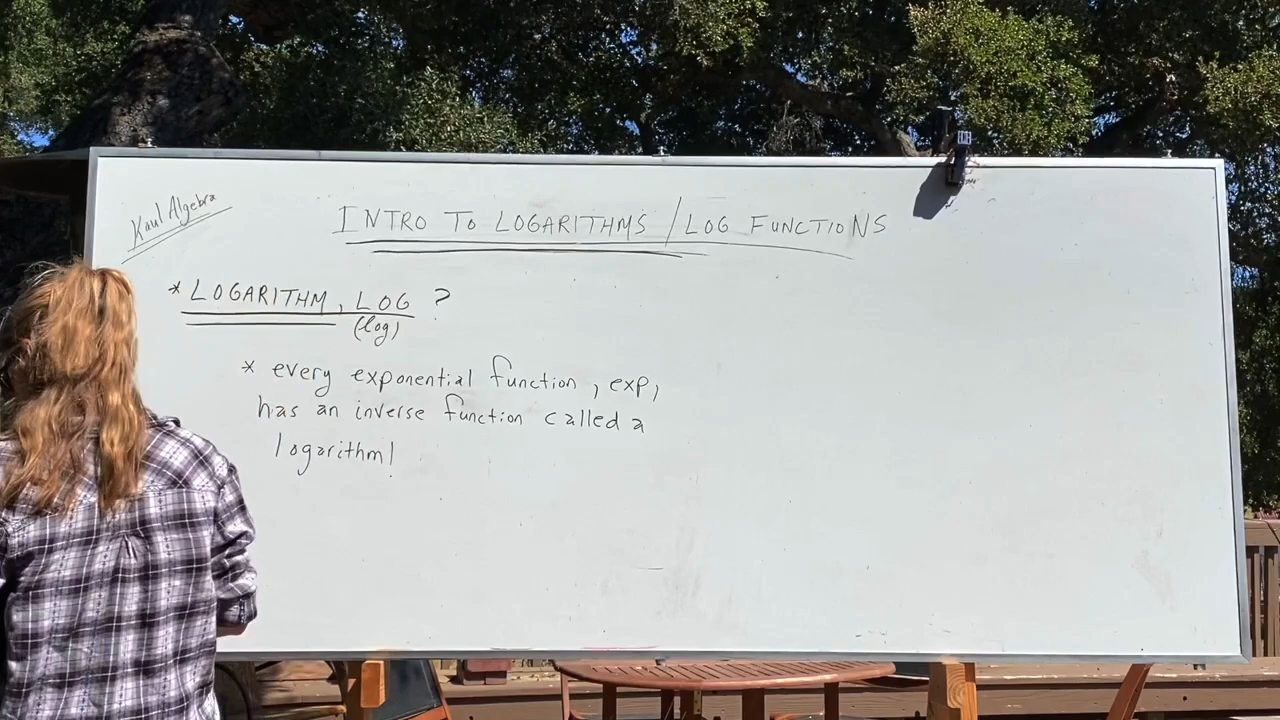 Kaul Algebra
INTRO TO LOGARITHMS / LOG FUNCTIONS
* LOGARITHM, LOG ?
(log)
* every exponential function, exp,
has an inverse function called a
logarithm!